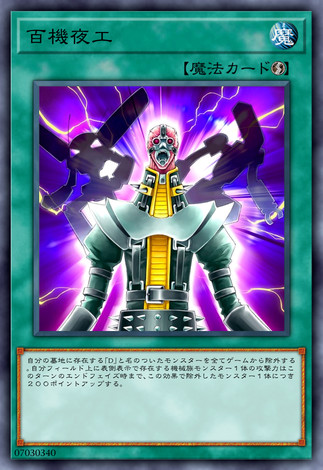 百機夜工
魔
【魔法カード】
自分の墓地に存在する「D」と名のついたモンスターを全てゲームから除外する
。自分フィールド上に表側表示で存在する機械族モンスター１体の攻撃力はこ
のターンのエンドフェイズ時まで、この効果で除外したモンスター１体につき
２００ポイントアップする。
07030340